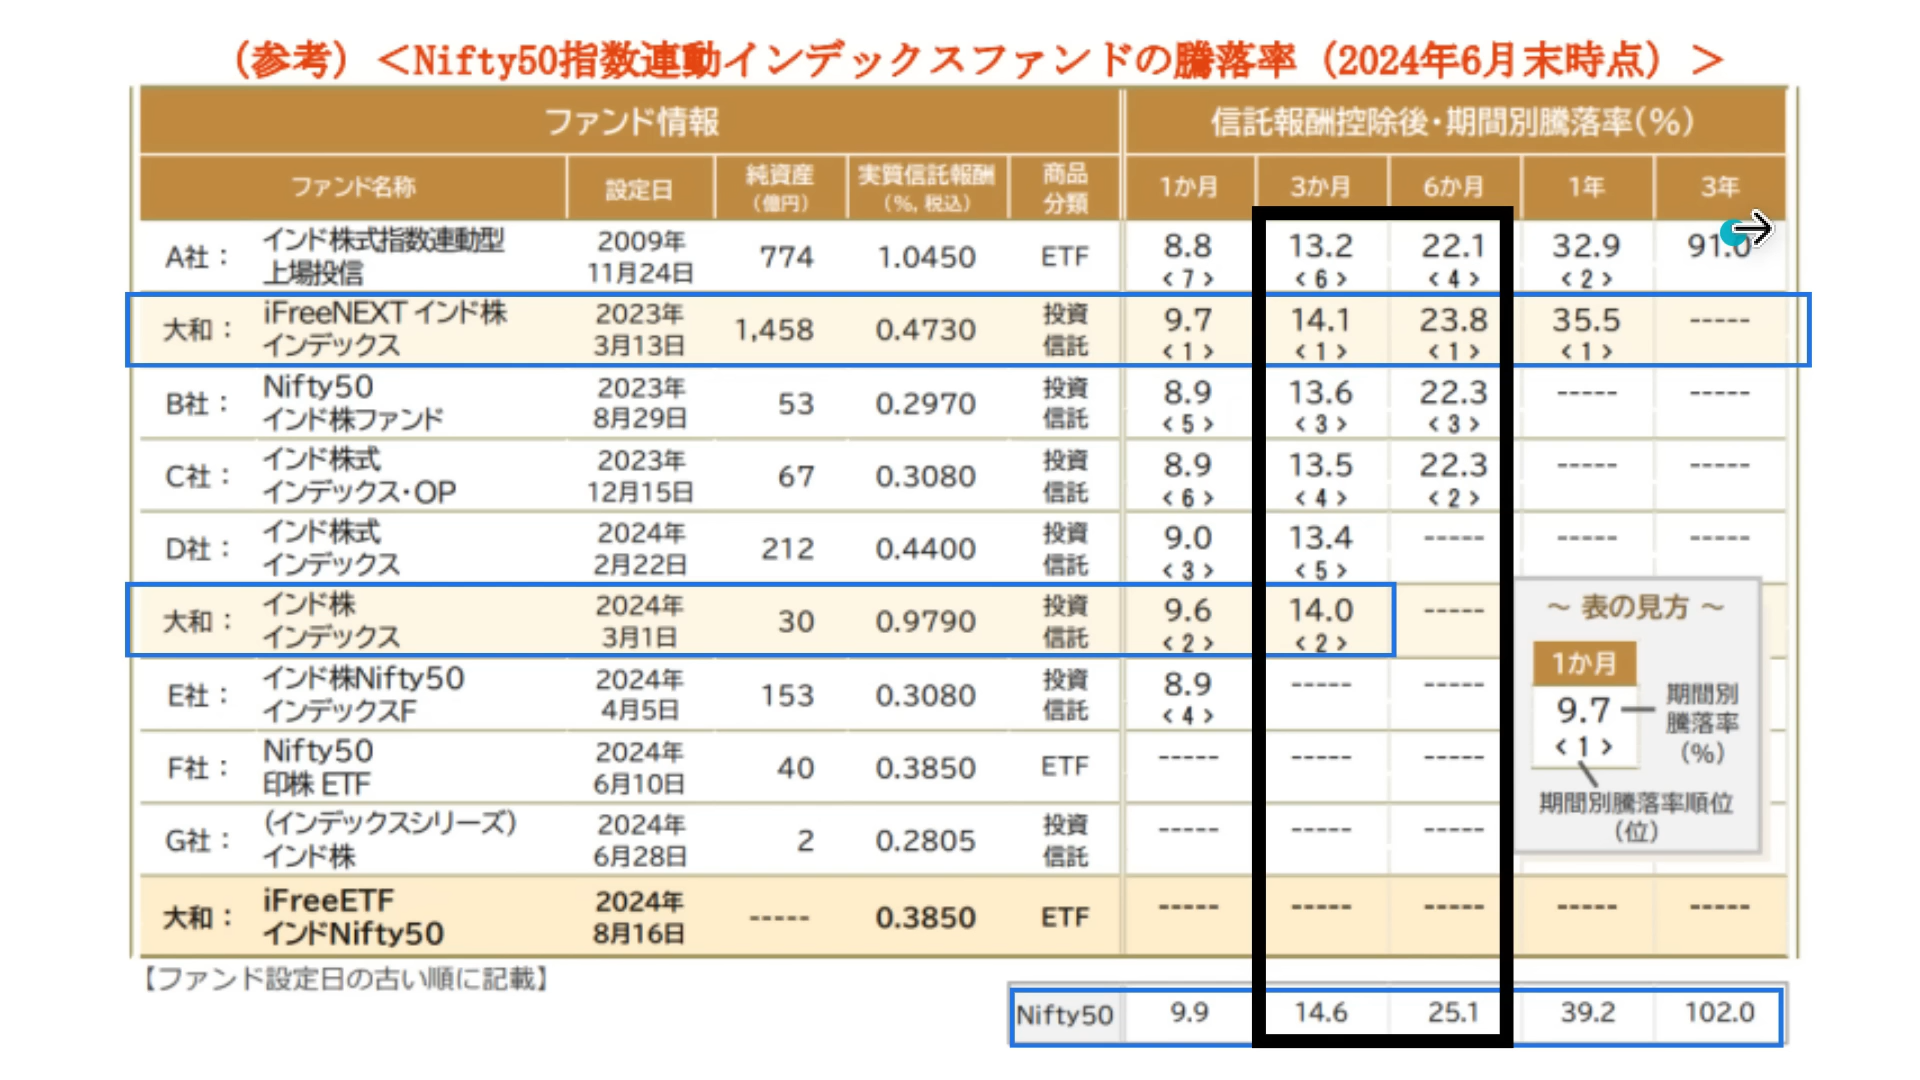 （参考）＜Nifty50指数連動インデックスファンドの騰落率（2024年6月末時点）＞
ファンド情報 信託報酬控除後・期間別騰落率（%）
ファンド名称 設定日 純資産（億円） 実質信託報酬（%，税込） 商品分類 1か月 3か月 6か月 1年 3年
A社： インド株式指数連動型 2009年 774 1.0450 ETF 8.8 13.2 22.1 32.9 91.0
上場投信 11月24日 <7> <6> <4> <2>
大和： iFreeNEXT インド株 2023年 1,458 0.4730 投資 9.7 14.1 23.8 35.5 -----
インデックス 3月13日 信託 <1> <1> <1> <1>
B社： Nifty50 2023年 53 0.2970 投資 8.9 13.6 22.3 ----- -----
インド株ファンド 8月29日 信託 <5> <3> <3>
C社： インド株式 2023年 67 0.3080 投資 8.9 13.5 22.3 ----- -----
インデックス・OP 12月15日 信託 <6> <4> <2>
D社： インド株式 2024年 212 0.4400 投資 9.0 13.4 ----- ----- -----
インデックス 2月22日 信託 <3> <5>
大和： インド株 2024年 30 0.9790 投資 9.6 14.0 -----
インデックス 3月1日 信託 <2> <2>
E社： インド株Nifty50 2024年 153 0.3080 投資 8.9 ----- -----
インデックスF 4月5日 信託 <4>
F社： Nifty50 2024年 40 0.3850 ETF ----- ----- -----
印株 ETF 6月10日
G社： （インデックスシリーズ） 2024年 2 0.2805 投資 ----- ----- -----
インド株 6月28日 信託
大和： iFreeETF 2024年 ----- 0.3850 ETF ----- ----- ----- ----- -----
インドNifty50 8月16日
～ 表の見方 ～
1か月
9.7
<1>
期間別
騰落率
（%）
期間別騰落率順位
（位）
【ファンド設定日の古い順に記載】
Nifty50 9.9 14.6 25.1 39.2 102.0